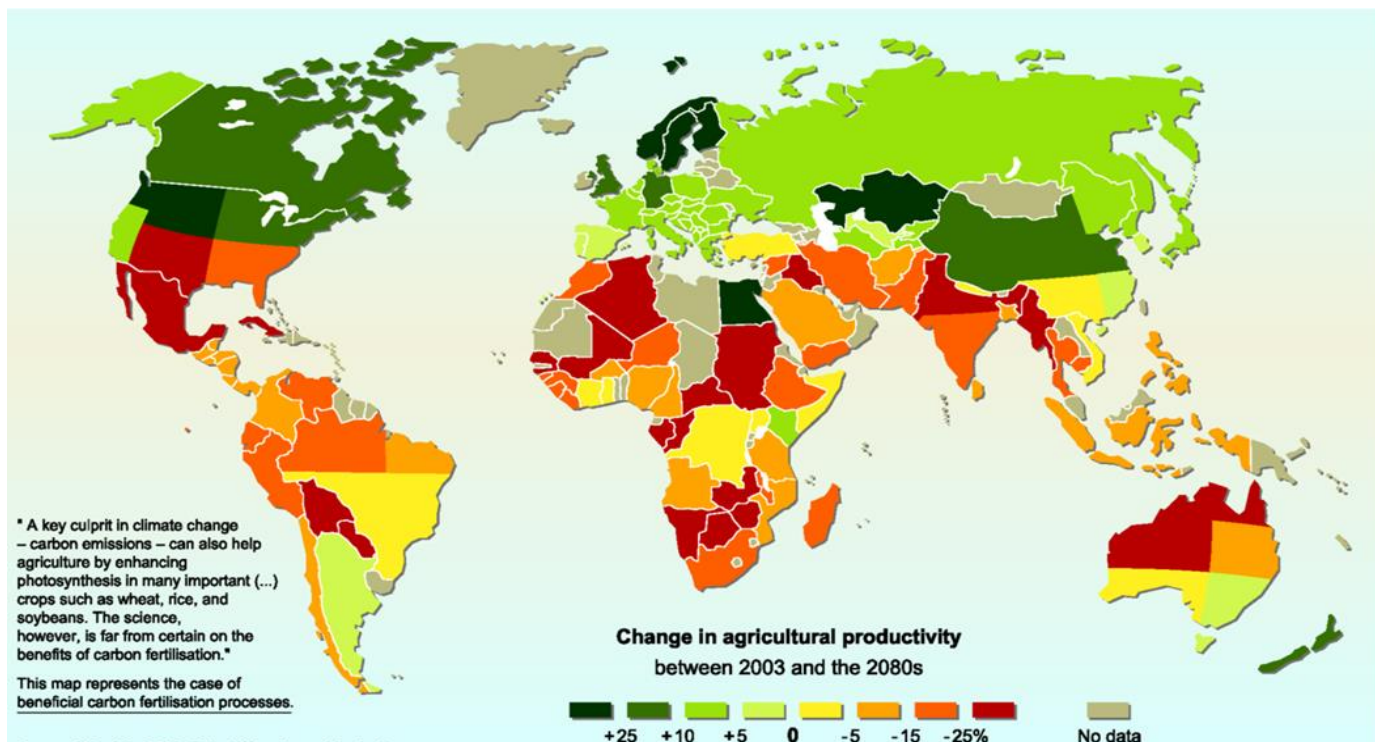 " A key culprit in climate change
– carbon emissions – can also help
agriculture by enhancing
photosynthesis in many important (...)
crops such as wheat, rice, and
soybeans. The science,
however, is far from certain on the
benefits of carbon fertilisation."
This map represents the case of
beneficial carbon fertilisation processes.
Change in agricultural productivity
between 2003 and the 2080s
+25 +10 +5 0 -5 -15 -25% No data